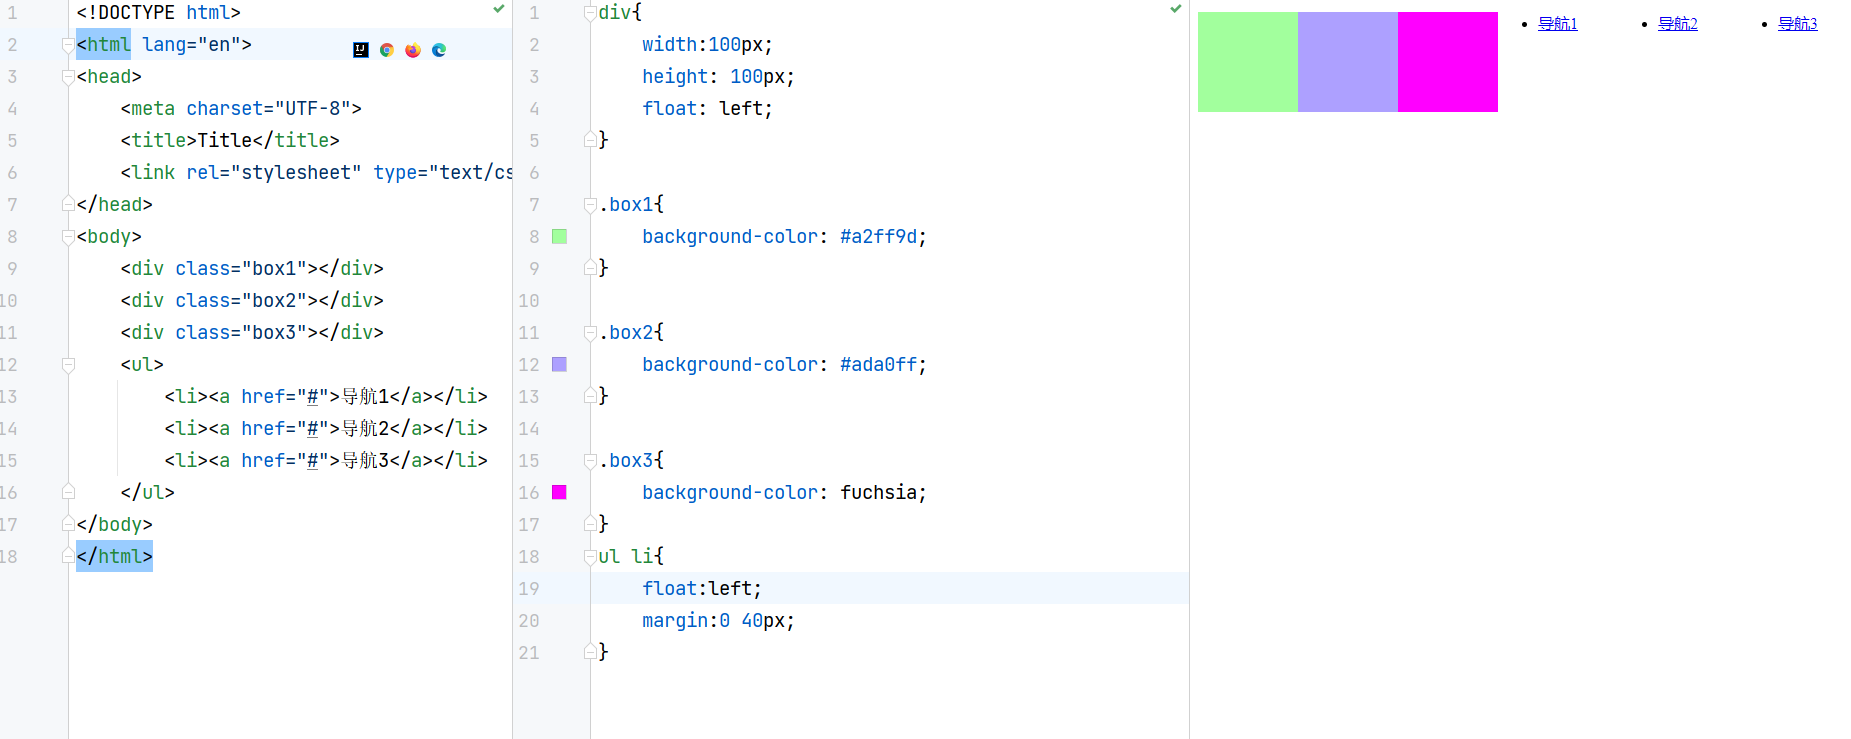 1 <!DOCTYPE html>
2 <html lang="en">
3 <head>
4 <meta charset="UTF-8">
5 <title>Title</title>
6 <link rel="stylesheet" type="text/cs
7 </head>
8 <body>
9 <div class="box1"></div>
10 <div class="box2"></div>
11 <div class="box3"></div>
12 <ul>
13 <li><a href="#">导航1</a></li>
14 <li><a href="#">导航2</a></li>
15 <li><a href="#">导航3</a></li>
16 </ul>
17 </body>
18 </html>
1 div{
2 width:100px;
3 height: 100px;
4 float: left;
5 }
6
7 .box1{
8 background-color: #a2ff9d;
9 }
10
11 .box2{
12 background-color: #ada0ff;
13 }
14
15 .box3{
16 background-color: fuchsia;
17 }
18 ul li{
19 float:left;
20 margin:0 40px;
21 }
• 导航1 • 导航2 • 导航3